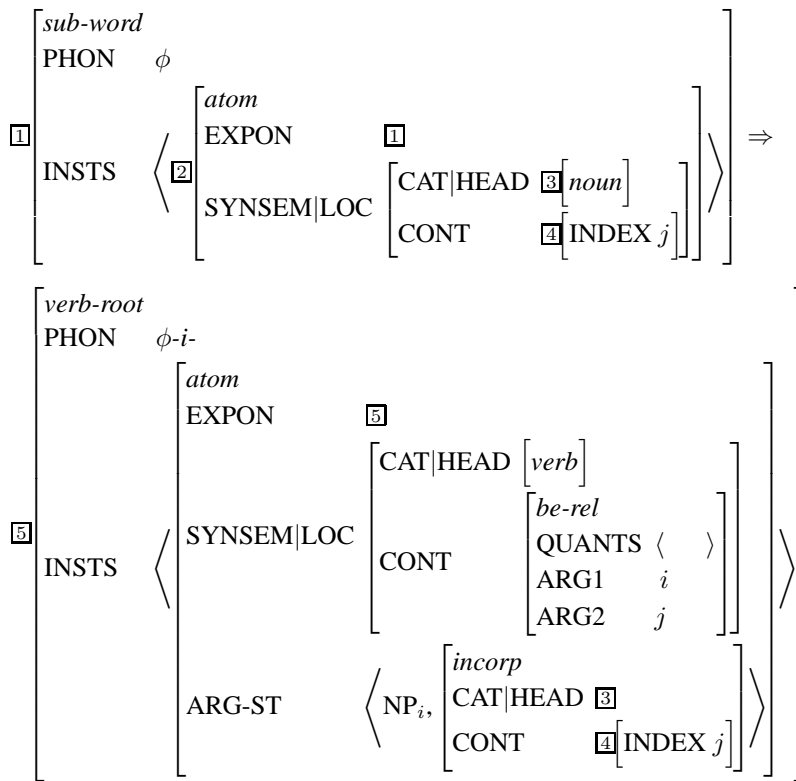 sub-word
PHON ϕ
atom
1 EXPON 1 ⇒
INSTS ⟨ 2 CAT|HEAD 3[noun] ⟩
SYNSEM|LOC
CONT 4[INDEX j]
verb-root
PHON ϕ-i-
atom
EXPON 5
CAT|HEAD [verb]
be-rel
5 SYNSEM|LOC QUANTS ⟨ ⟩
INSTS ⟨ CONT ARG1 i ⟩
ARG2 j
incorp
ARG-ST ⟨ NPᵢ, CAT|HEAD 3 ⟩
CONT 4[INDEX j]